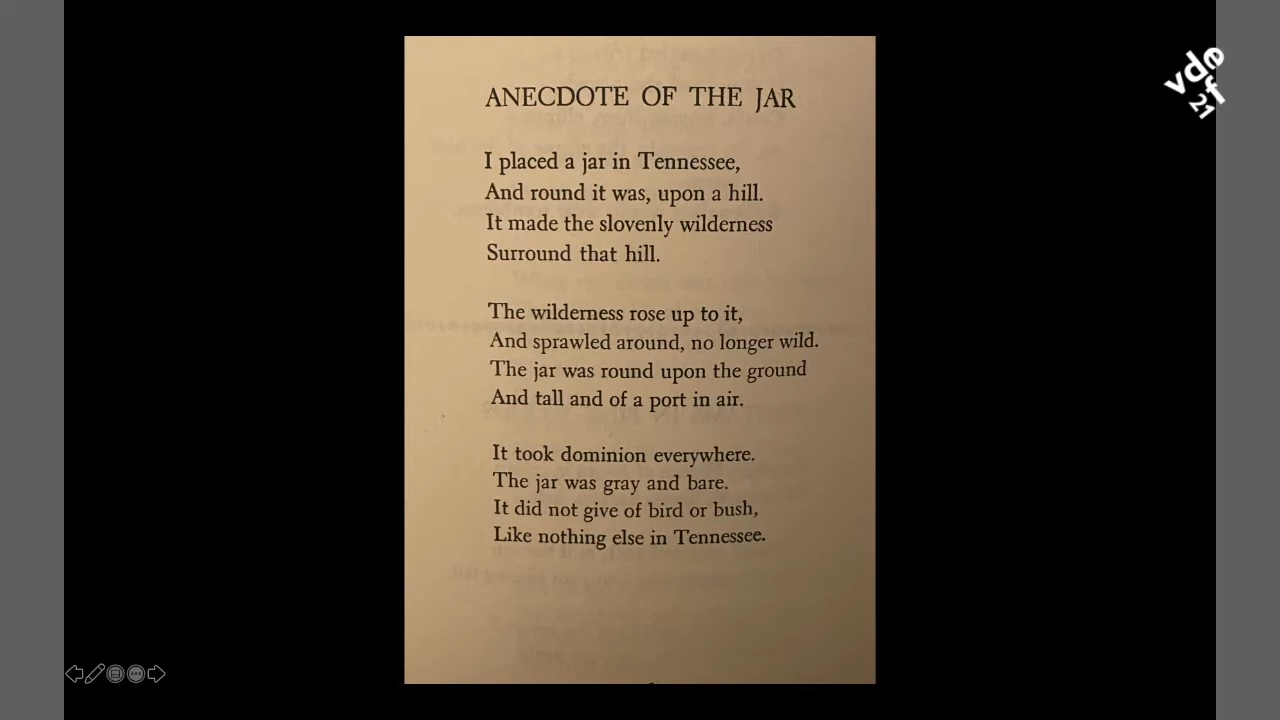 ANECDOTE OF THE JAR
I placed a jar in Tennessee,
And round it was, upon a hill.
It made the slovenly wilderness
Surround that hill.
The wilderness rose up to it,
And sprawled around, no longer wild.
The jar was round upon the ground
And tall and of a port in air.
It took dominion everywhere.
The jar was gray and bare.
It did not give of bird or bush,
Like nothing else in Tennessee.
vdef
21